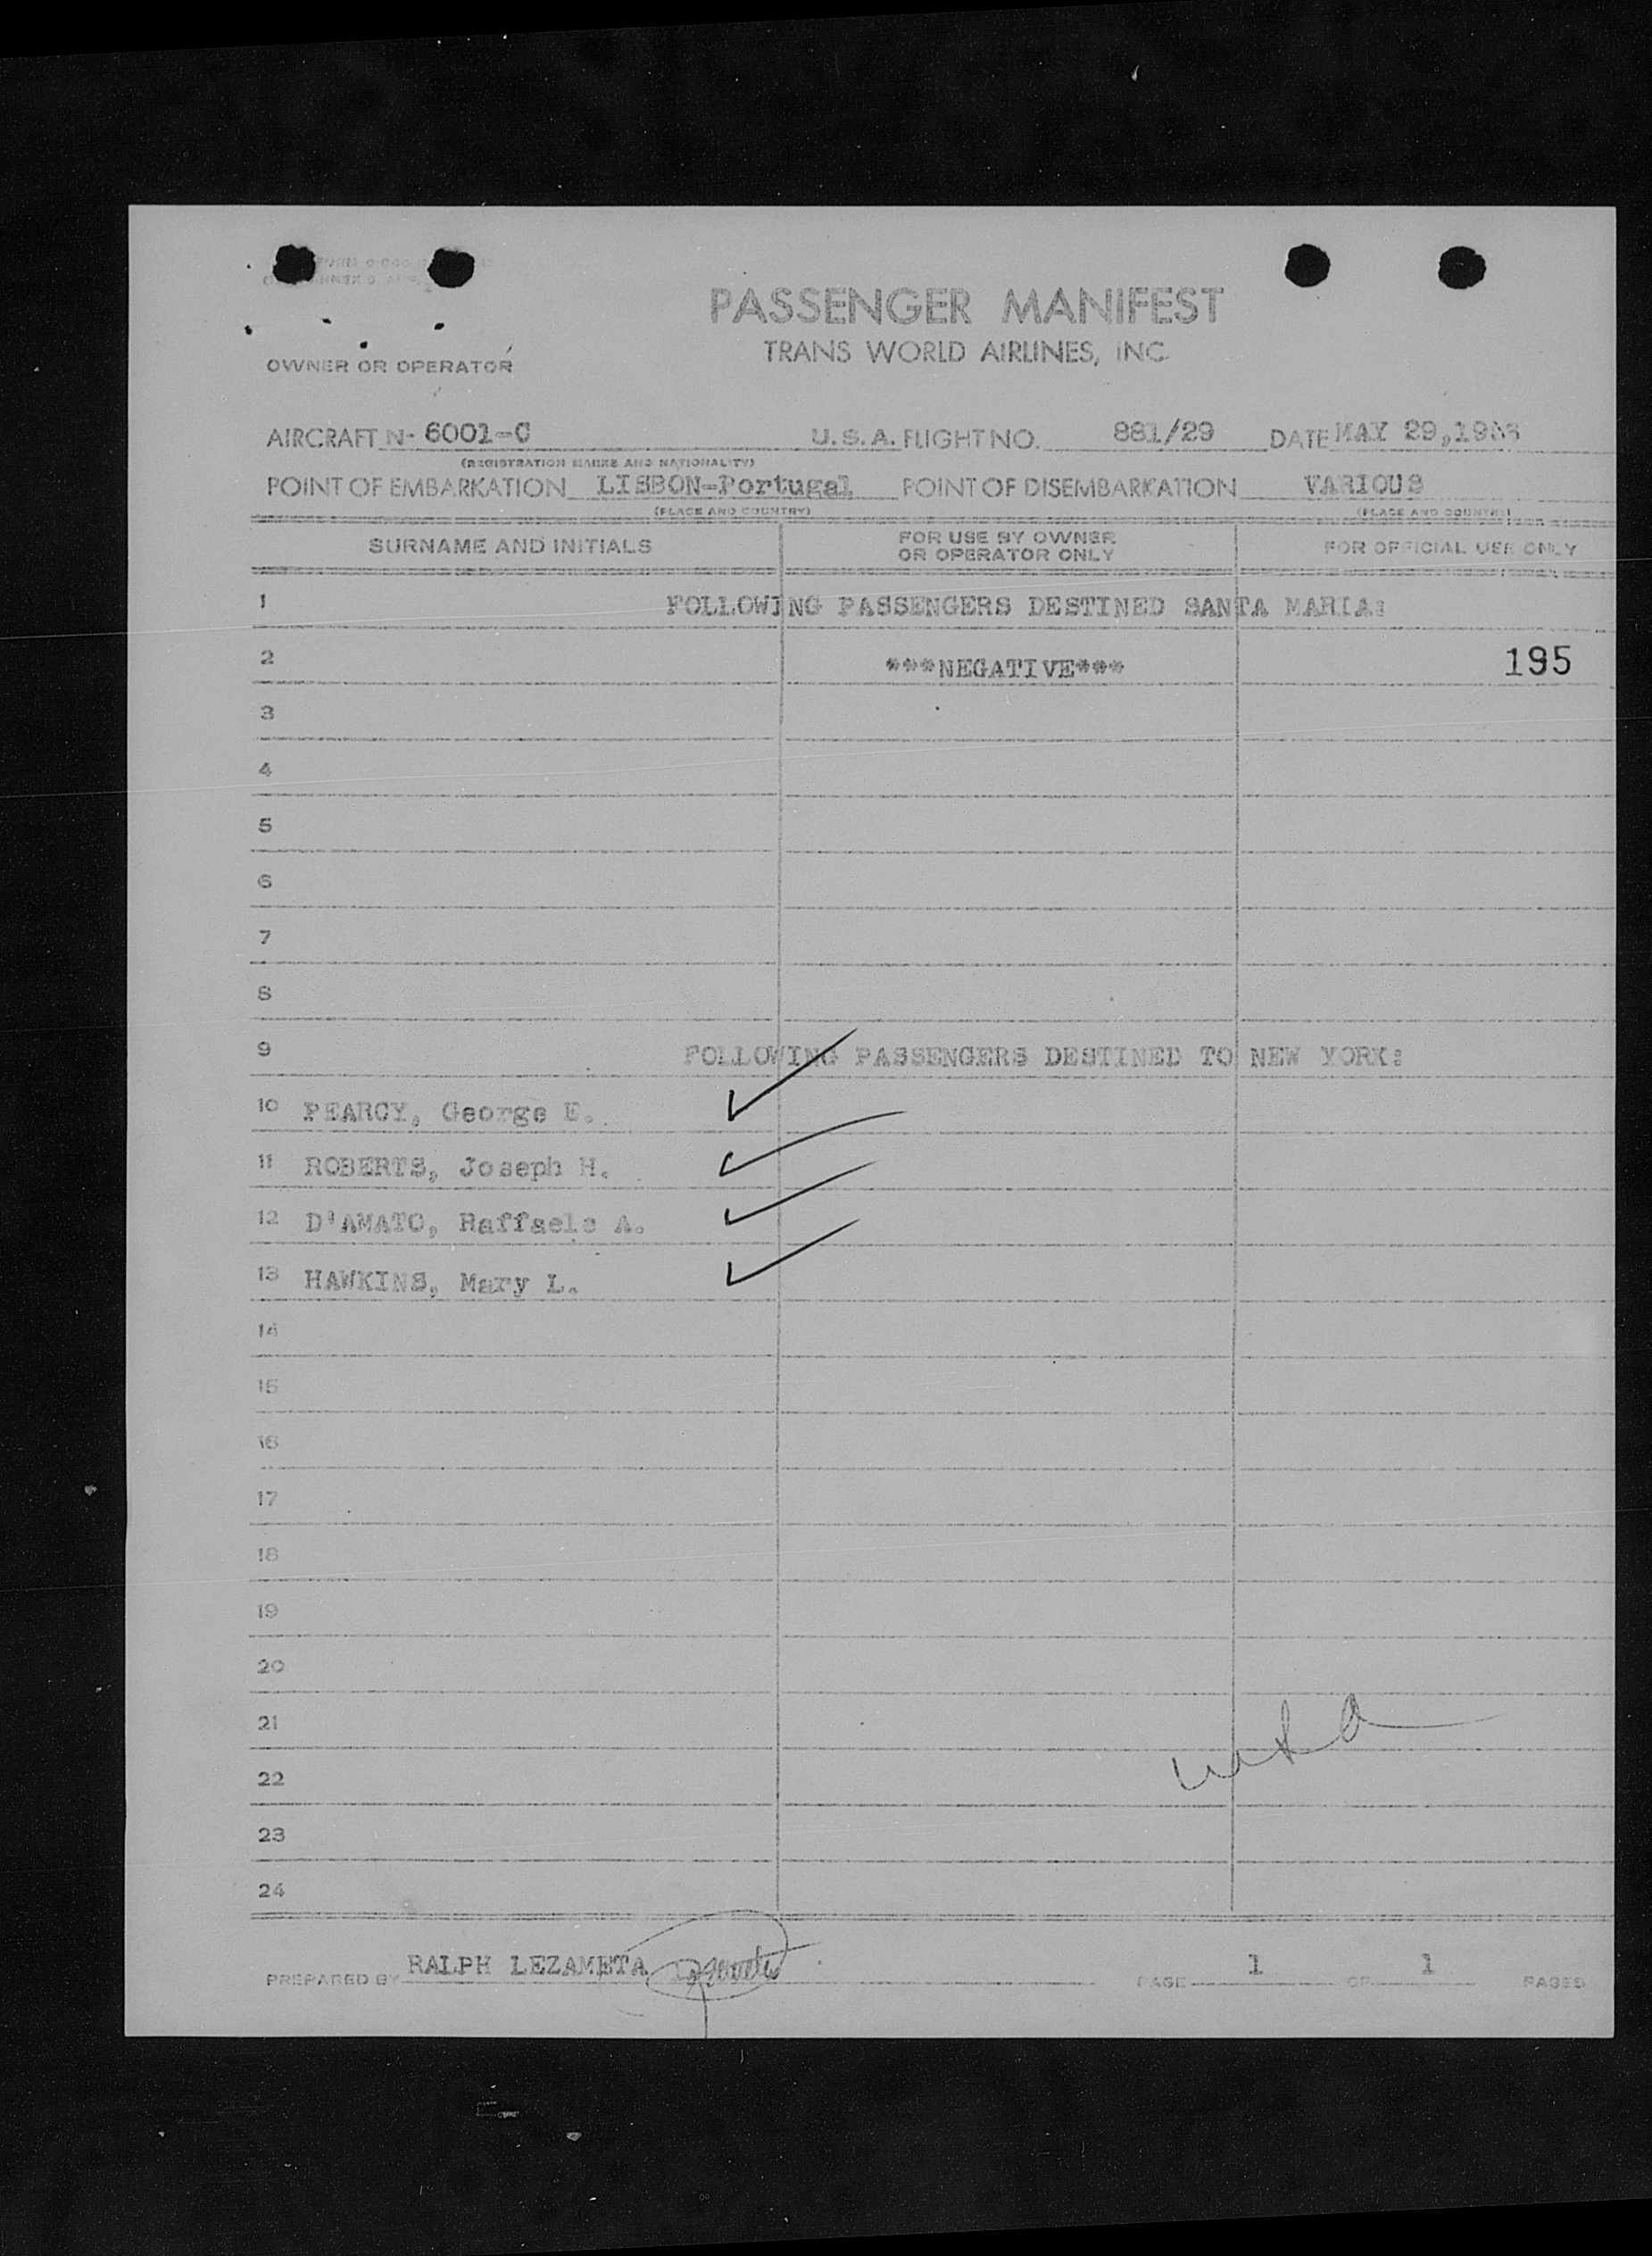 PASSENGER MANIFEST
TRANS WORLD AIRLINES, INC.
OWNER OR OPERATOR
AIRCRAFT N- 6001-C U.S.A. FLIGHT NO. 881/29 DATE MAY 29,195
(REGISTRATION MARKS AND NATIONALITY)
POINT OF EMBARKATION LISBON-Portugal POINT OF DISEMBARKATION VARIOUS
(PLACE AND COUNTRY) (PLACE AND COUNTRY)
SURNAME AND INITIALS FOR USE BY OWNER OR OPERATOR ONLY FOR OFFICIAL USE ONLY
1 FOLLOWING PASSENGERS DESTINED SANTA MARIA:
2 ***NEGATIVE*** 195
3
4
5
6
7
8
9 FOLLOWING PASSENGERS DESTINED TO NEW YORK:
10 PEARCY, George E.
11 ROBERTS, Joseph H.
12 D'AMATO, Raffaele A.
13 HAWKINS, Mary L.
14
15
16
17
18
19
20
21
22
23
24
PREPARED BY RALPH LEZAMETA PAGE 1 OF 1 PAGES